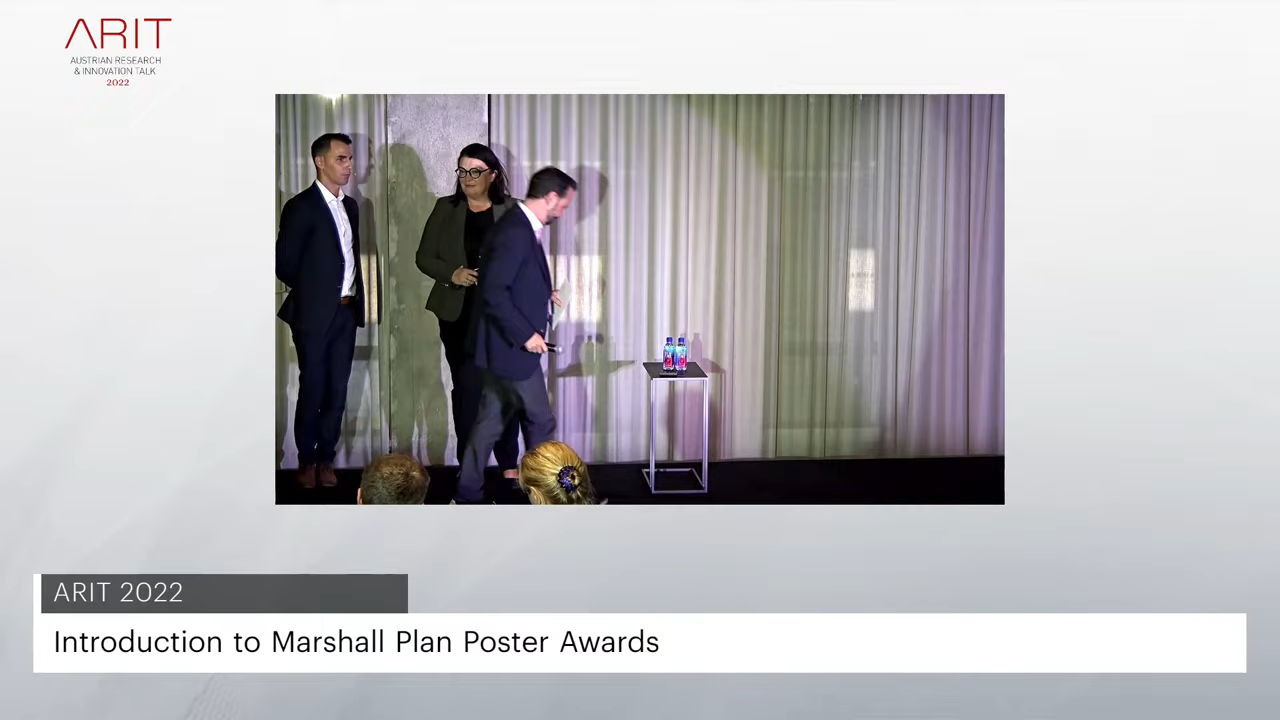 ARIT
AUSTRIAN RESEARCH
& INNOVATION TALK
2022
ARIT 2022
Introduction to Marshall Plan Poster Awards